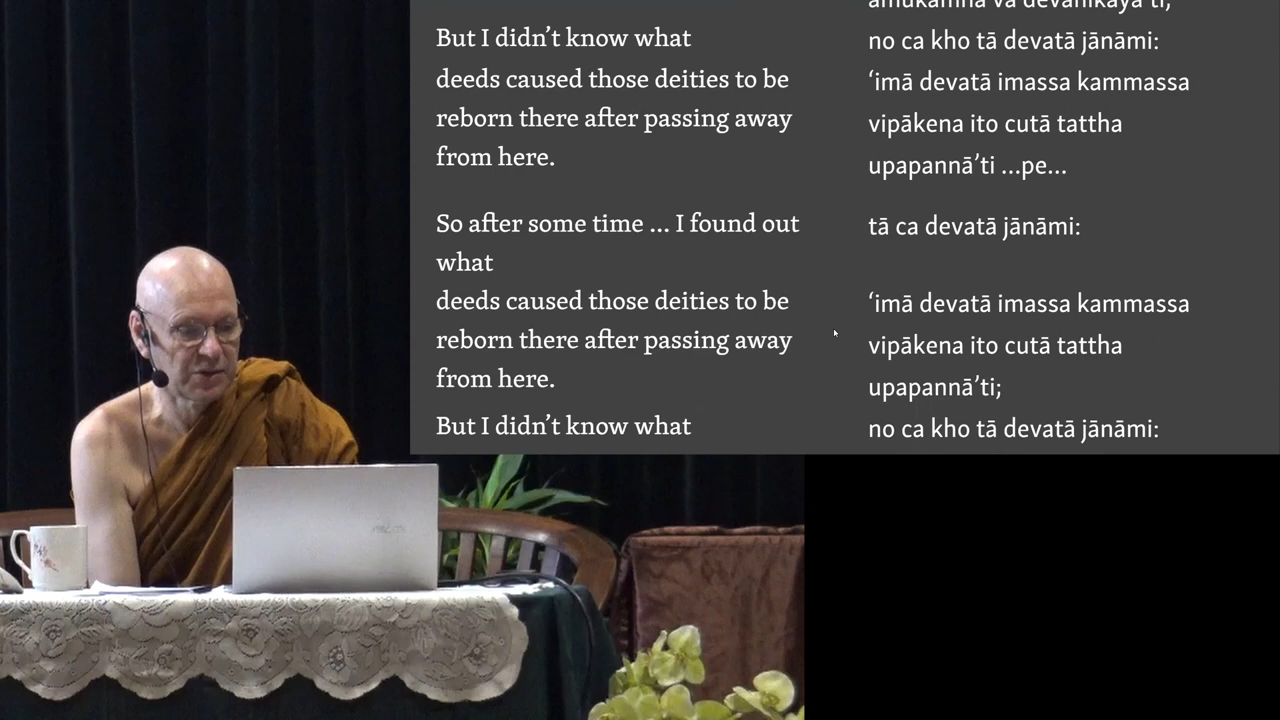 But I didn’t know what
deeds caused those deities to be
reborn there after passing away
from here.
So after some time … I found out
what
deeds caused those deities to be
reborn there after passing away
from here.
But I didn’t know what
amukamhā vā devanikāyā’ti;
no ca kho tā devatā jānāmi:
‘imā devatā imassa kammassa
vipākena ito cutā tattha
upapannā’ti …pe…
tā ca devatā jānāmi:
‘imā devatā imassa kammassa
vipākena ito cutā tattha
upapannā’ti;
no ca kho tā devatā jānāmi: